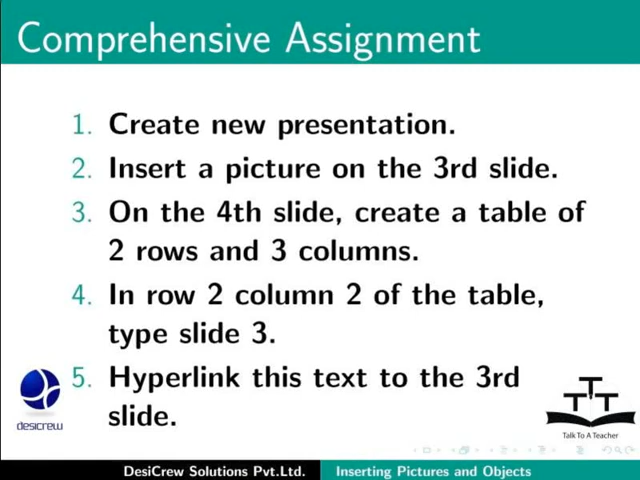 Comprehensive Assignment
1. Create new presentation.
2. Insert a picture on the 3rd slide.
3. On the 4th slide, create a table of
2 rows and 3 columns.
4. In row 2 column 2 of the table,
type slide 3.
5. Hyperlink this text to the 3rd
slide.
desicrew
TTT
Talk To A Teacher
DesiCrew Solutions Pvt.Ltd. Inserting Pictures and Objects